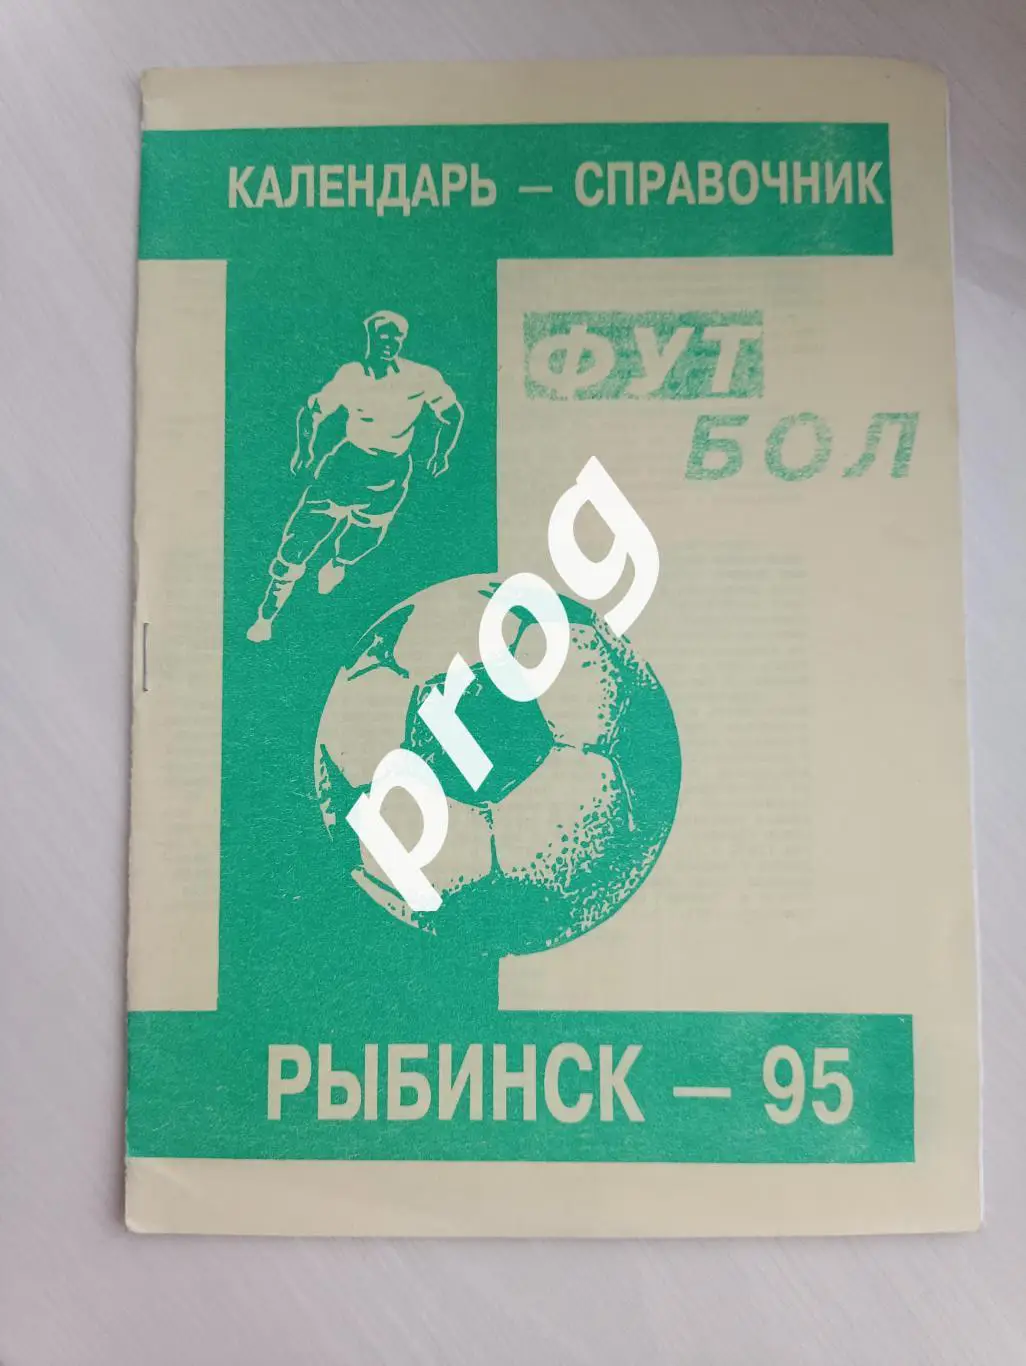 КАЛЕНДАРЬ – СПРАВОЧНИК
ФУТ
БОЛ
prog
РЫБИНСК – 95